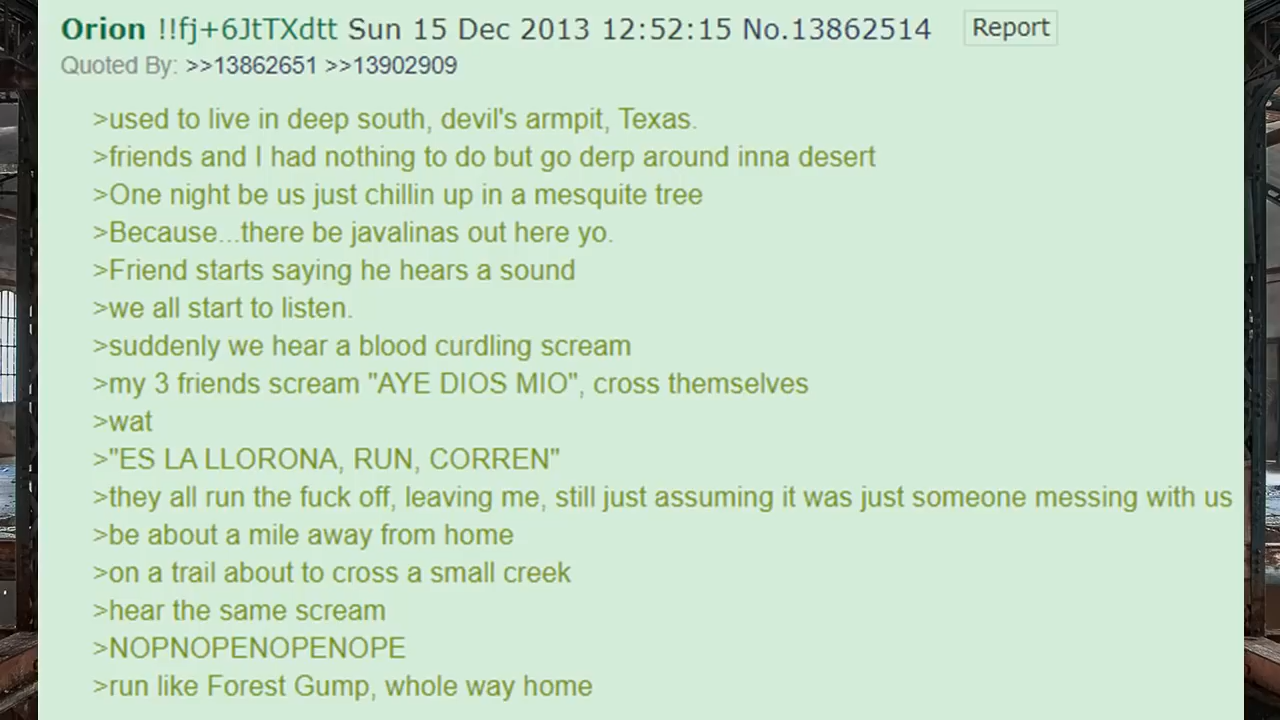 Orion !!fj+6JtTXdtt Sun 15 Dec 2013 12:52:15 No.13862514 Report
Quoted By: >>13862651 >>13902909
>used to live in deep south, devil's armpit, Texas.
>friends and I had nothing to do but go derp around inna desert
>One night be us just chillin up in a mesquite tree
>Because...there be javalinas out here yo.
>Friend starts saying he hears a sound
>we all start to listen.
>suddenly we hear a blood curdling scream
>my 3 friends scream "AYE DIOS MIO", cross themselves
>wat
>"ES LA LLORONA, RUN, CORREN"
>they all run the fuck off, leaving me, still just assuming it was just someone messing with us
>be about a mile away from home
>on a trail about to cross a small creek
>hear the same scream
>NOPNOPENOPENOPE
>run like Forest Gump, whole way home